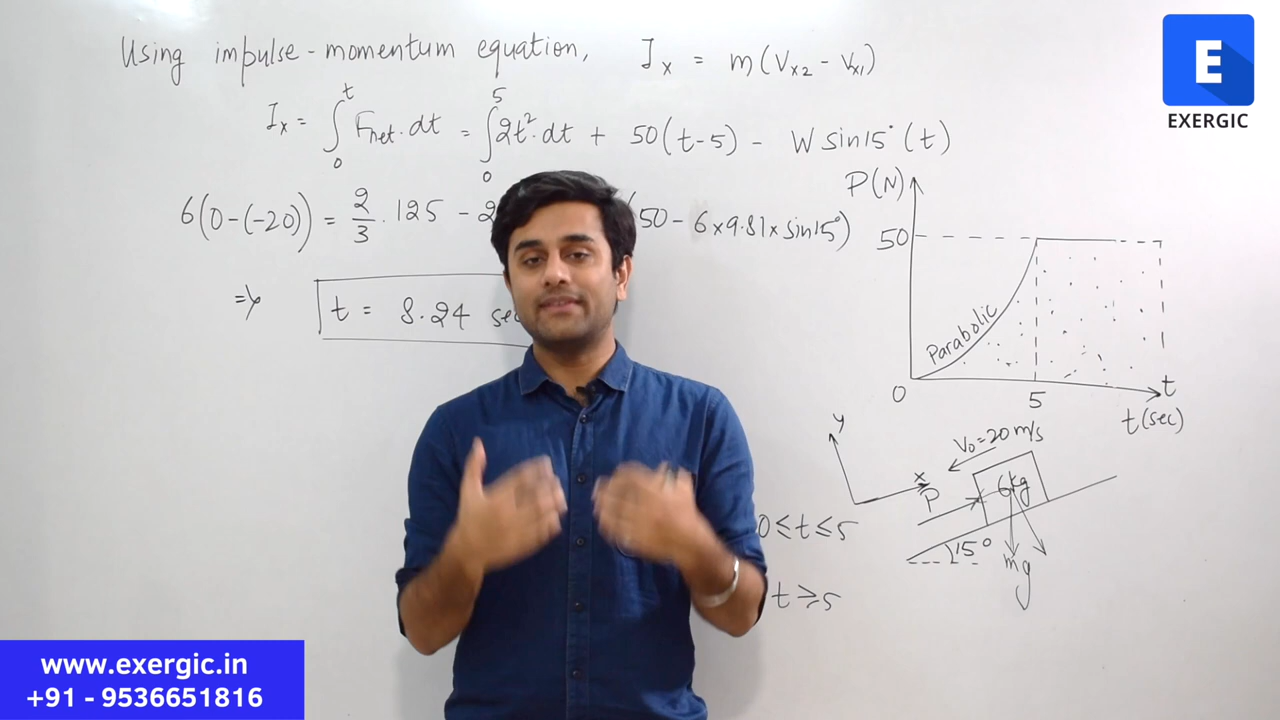 Using impulse-momentum equation, Ix = m(Vx2 - Vx1)
Ix = ∫₀ᵗ Fnet.dt = ∫₀⁵ 2t².dt + 50(t-5) - W sin15°(t)
6(0-(-20)) = 2/3 .125 - 2 50 - 6×9.81×sin15°)
=> t = 8.24 sec
E
EXERGIC
P(N)
50
Parabolic
0
5
t
t(sec)
y
x
V₀=20 m/s
P
6kg
15°
mg
0≤t≤5
t≥5
www.exergic.in
+91 - 9536651816